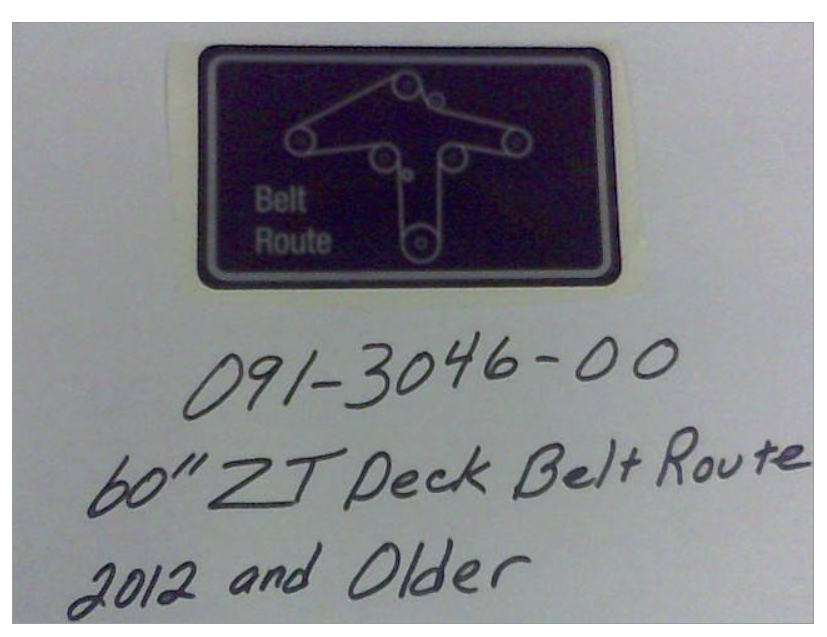 Belt
Route
091-3046-00
60" ZT Deck Belt Route
2012 and Older